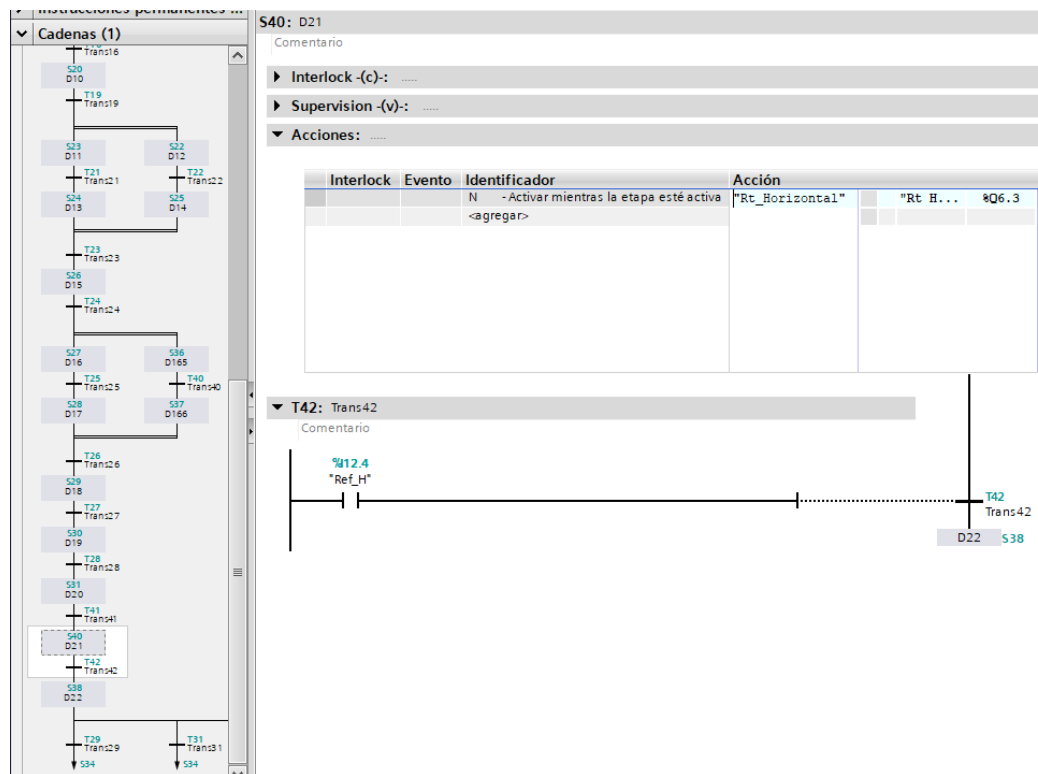 Instrucciones permanentes ...
Cadenas (1)
Trans16
S20
D10
T19
Trans19
S23
D11
S22
D12
T21
Trans21
T22
Trans22
S24
D13
S25
D14
T23
Trans23
S26
D15
T24
Trans24
S27
D16
S36
D165
T25
Trans25
T40
Trans40
S28
D17
S37
D166
T26
Trans26
S29
D18
T27
Trans27
S30
D19
T28
Trans28
S31
D20
T41
Trans41
S40
D21
T42
Trans42
S38
D22
T29
Trans29
T31
Trans31
S34
S34
S40: D21
Comentario
Interlock -(c)-: .....
Supervision -(v)-: .....
Acciones: .....
Interlock Evento Identificador Acción
N - Activar mientras la etapa esté activa "Rt_Horizontal" "Rt H... %Q6.3
<agregar>
T42: Trans42
Comentario
%I12.4
"Ref_H"
T42
Trans42
D22 S38